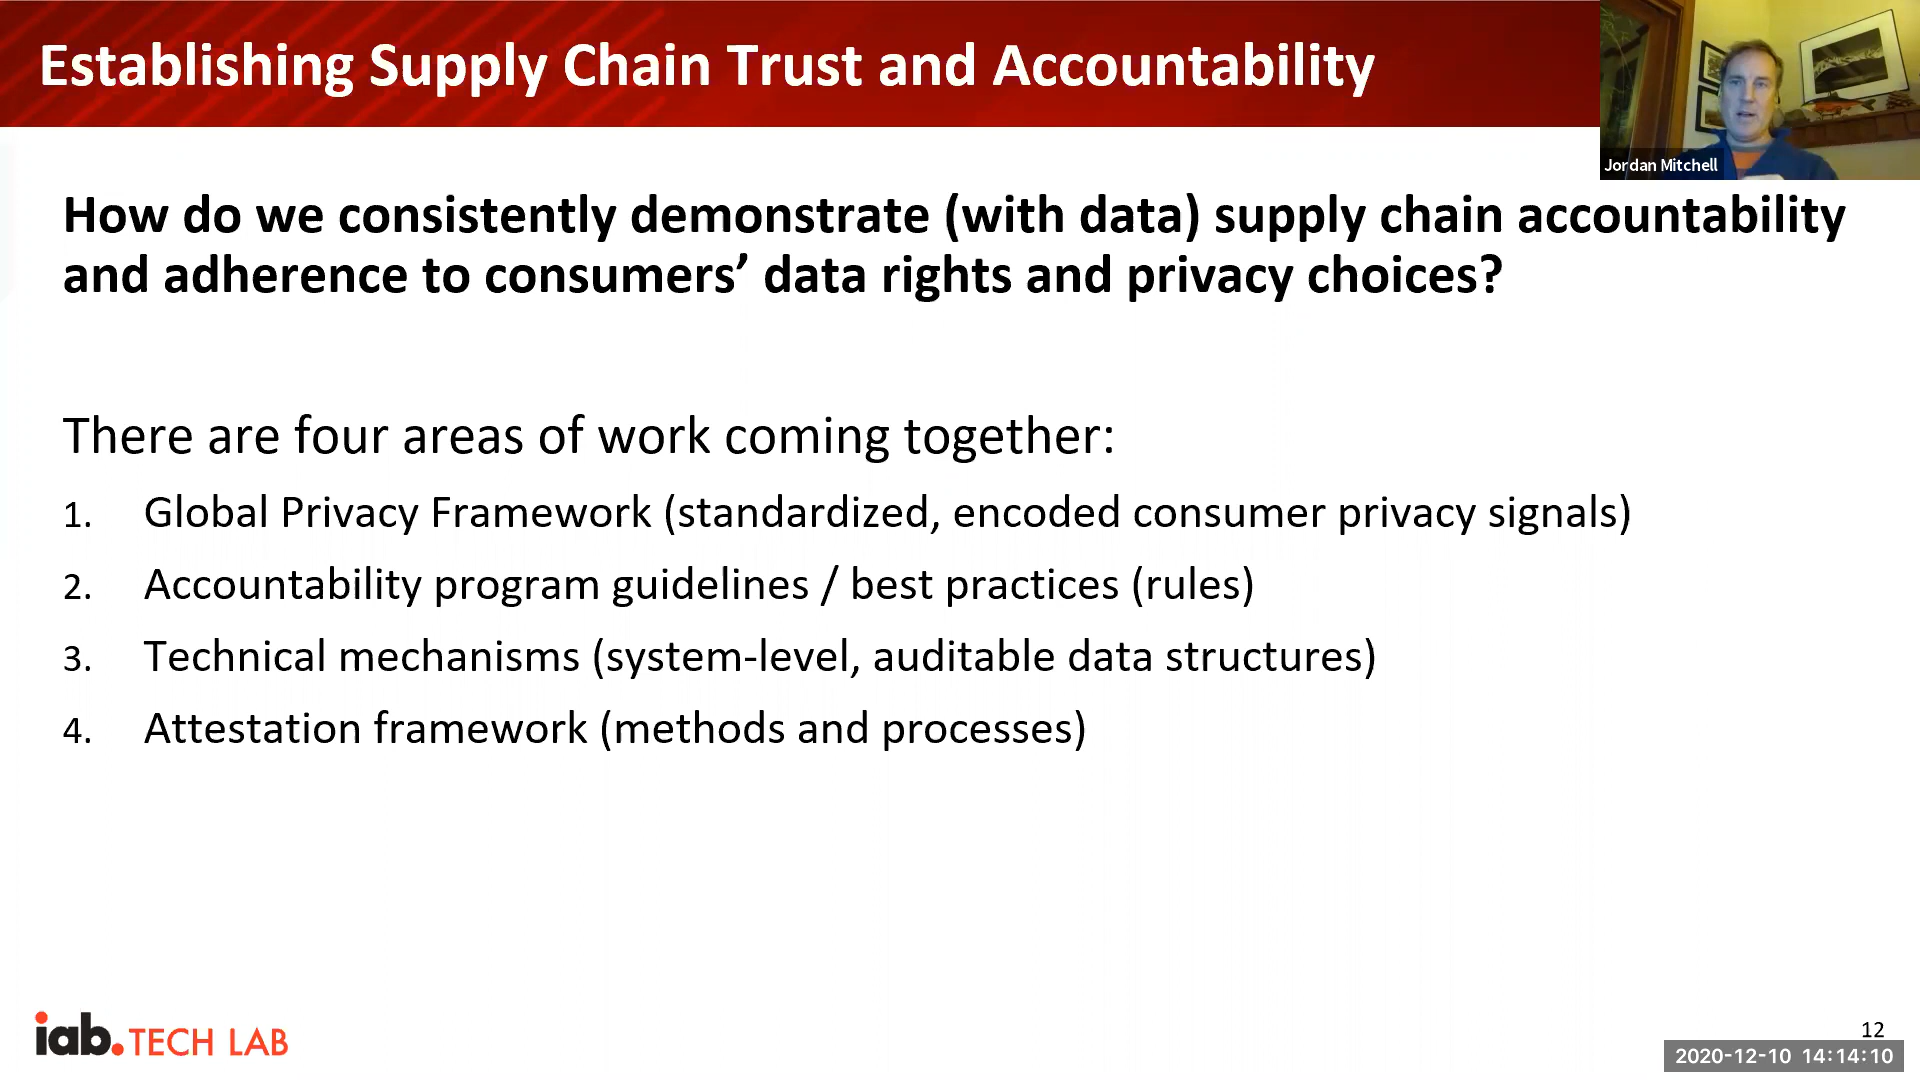 Establishing Supply Chain Trust and Accountability
Jordan Mitchell
How do we consistently demonstrate (with data) supply chain accountability
and adherence to consumers’ data rights and privacy choices?
There are four areas of work coming together:
1. Global Privacy Framework (standardized, encoded consumer privacy signals)
2. Accountability program guidelines / best practices (rules)
3. Technical mechanisms (system-level, auditable data structures)
4. Attestation framework (methods and processes)
iab.TECH LAB
12
2020-12-10 14:14:10